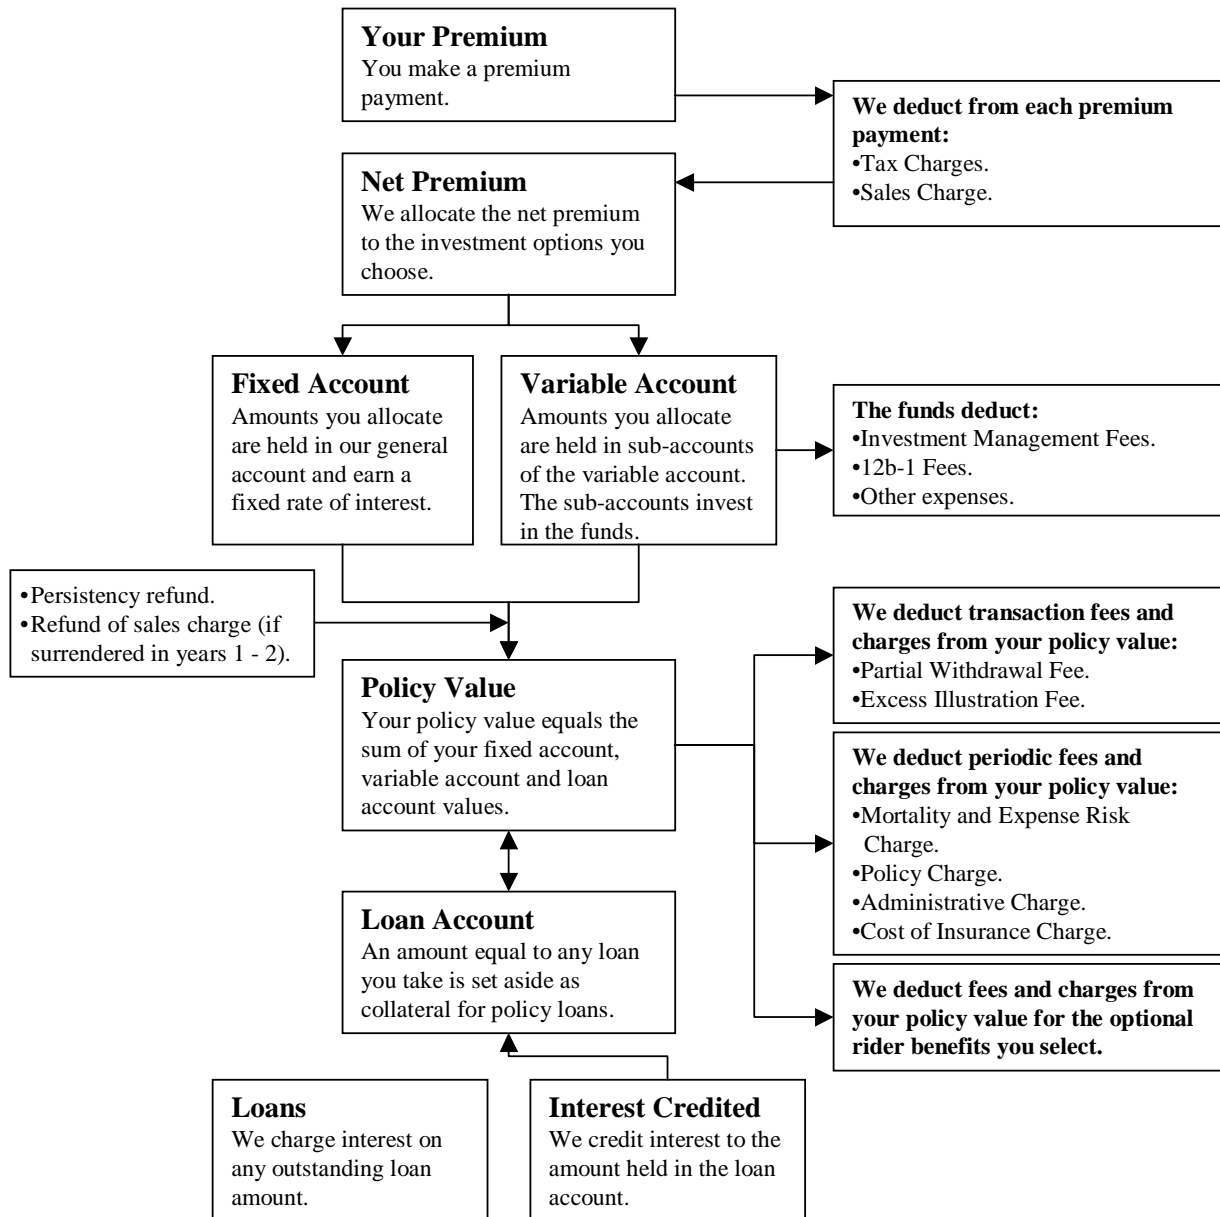 Your Premium
You make a premium
payment.
We deduct from each premium
payment:
•Tax Charges.
•Sales Charge.
Net Premium
We allocate the net premium
to the investment options you
choose.
Fixed Account
Amounts you allocate
are held in our general
account and earn a
fixed rate of interest.
Variable Account
Amounts you allocate
are held in sub-accounts
of the variable account.
The sub-accounts invest
in the funds.
The funds deduct:
•Investment Management Fees.
•12b-1 Fees.
•Other expenses.
•Persistency refund.
•Refund of sales charge (if
surrendered in years 1 - 2).
Policy Value
Your policy value equals the
sum of your fixed account,
variable account and loan
account values.
We deduct transaction fees and
charges from your policy value:
•Partial Withdrawal Fee.
•Excess Illustration Fee.
We deduct periodic fees and
charges from your policy value:
•Mortality and Expense Risk
Charge.
•Policy Charge.
•Administrative Charge.
•Cost of Insurance Charge.
Loan Account
An amount equal to any loan
you take is set aside as
collateral for policy loans.
We deduct fees and charges from
your policy value for the optional
rider benefits you select.
Loans
We charge interest on
any outstanding loan
amount.
Interest Credited
We credit interest to the
amount held in the loan
account.